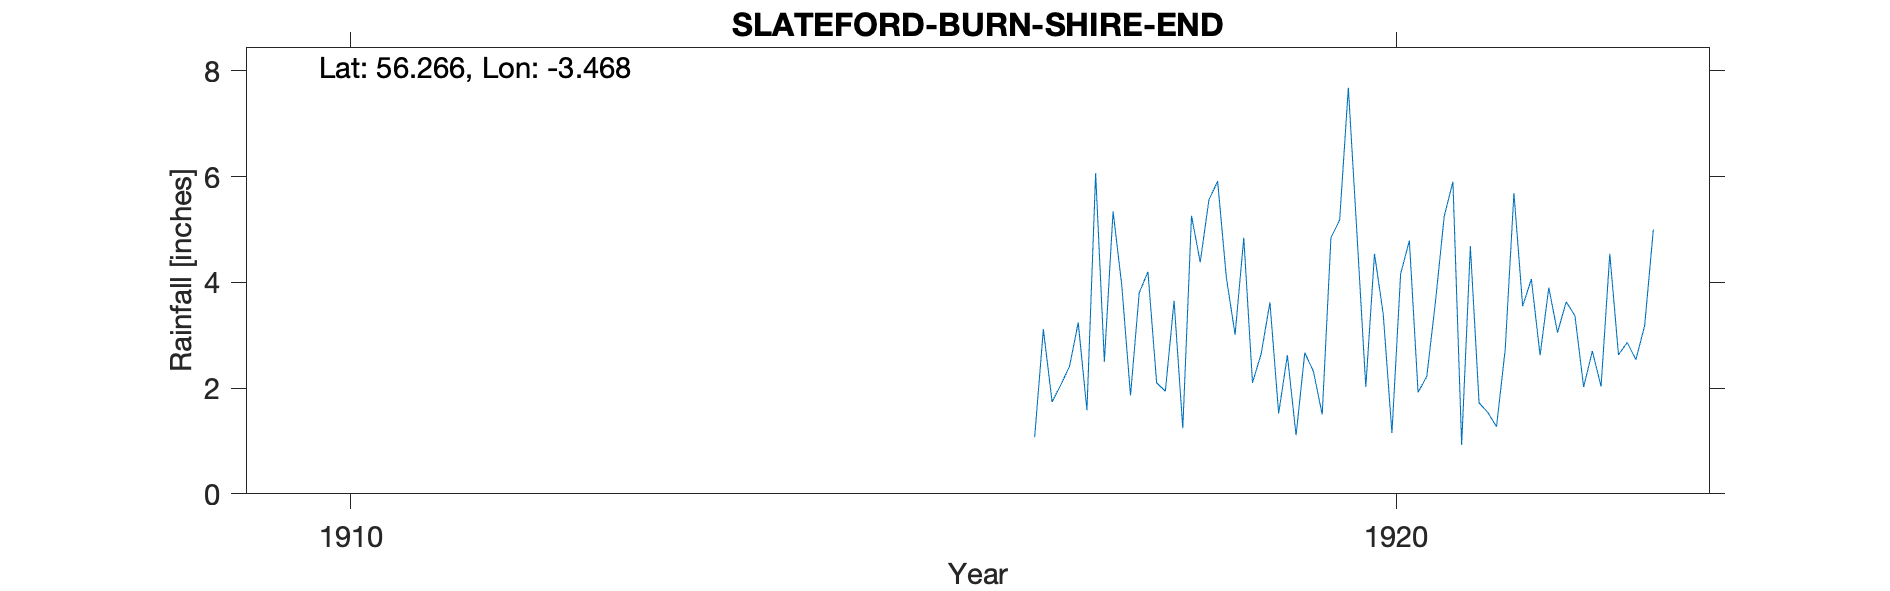 SLATEFORD-BURN-SHIRE-END
Lat: 56.266, Lon: -3.468
8
6
4
2
0
Rainfall [inches]
1910
1920
Year